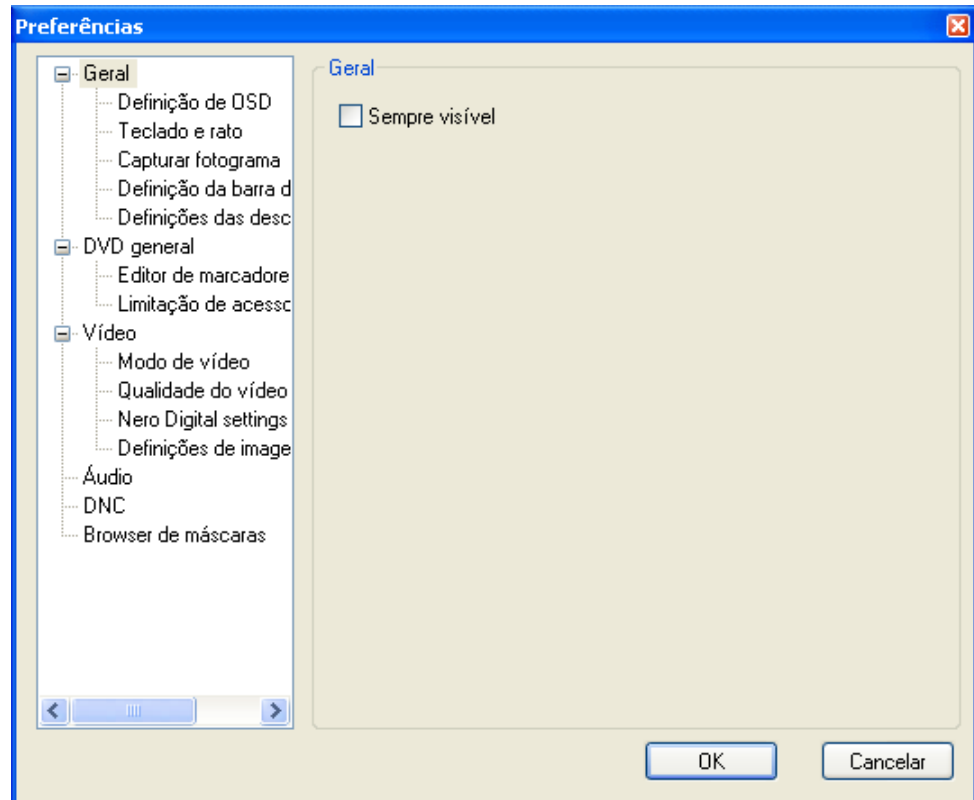 Preferências
Geral
Definição de OSD
Teclado e rato
Capturar fotograma
Definição da barra d
Definições das desc
DVD general
Editor de marcadore
Limitação de acesso
Vídeo
Modo de vídeo
Qualidade do vídeo
Nero Digital settings
Definições de image
Áudio
DNC
Browser de máscaras
Geral
Sempre visível
OK
Cancelar